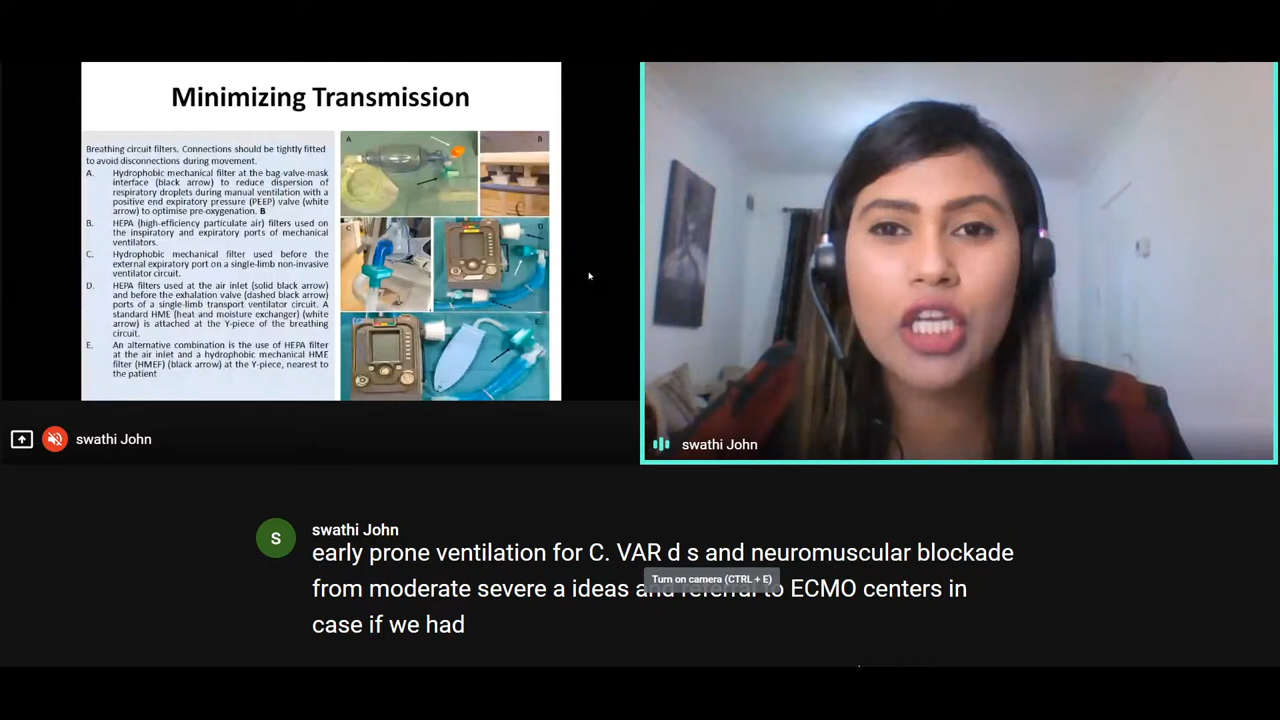 Minimizing Transmission
Breathing circuit filters. Connections should be tightly fitted
to avoid disconnections during movement.
A. Hydrophobic mechanical filter at the bag-valve-mask
interface (black arrow) to reduce dispersion of
respiratory droplets during manual ventilation with a
positive end expiratory pressure (PEEP) valve (white
arrow) to optimise pre-oxygenation. B
B. HEPA (high-efficiency particulate air) filters used on
the inspiratory and expiratory ports of mechanical
ventilators.
C. Hydrophobic mechanical filter used before the
external expiratory port on a single-limb non-invasive
ventilator circuit.
D. HEPA filters used at the air inlet (solid black arrow)
and before the exhalation valve (dashed black arrow)
ports of a single-limb transport ventilator circuit. A
standard HME (heat and moisture exchanger) (white
arrow) is attached at the Y-piece of the breathing
circuit.
E. An alternative combination is the use of HEPA filter
at the air inlet and a hydrophobic mechanical HME
filter (HMEF) (black arrow) at the Y-piece, nearest to
the patient
A
B
C
D
E
swathi John
swathi John
S
swathi John
early prone ventilation for C. VAR d s and neuromuscular blockade
from moderate severe a ideas and referral to ECMO centers in
case if we had
Turn on camera (CTRL + E)